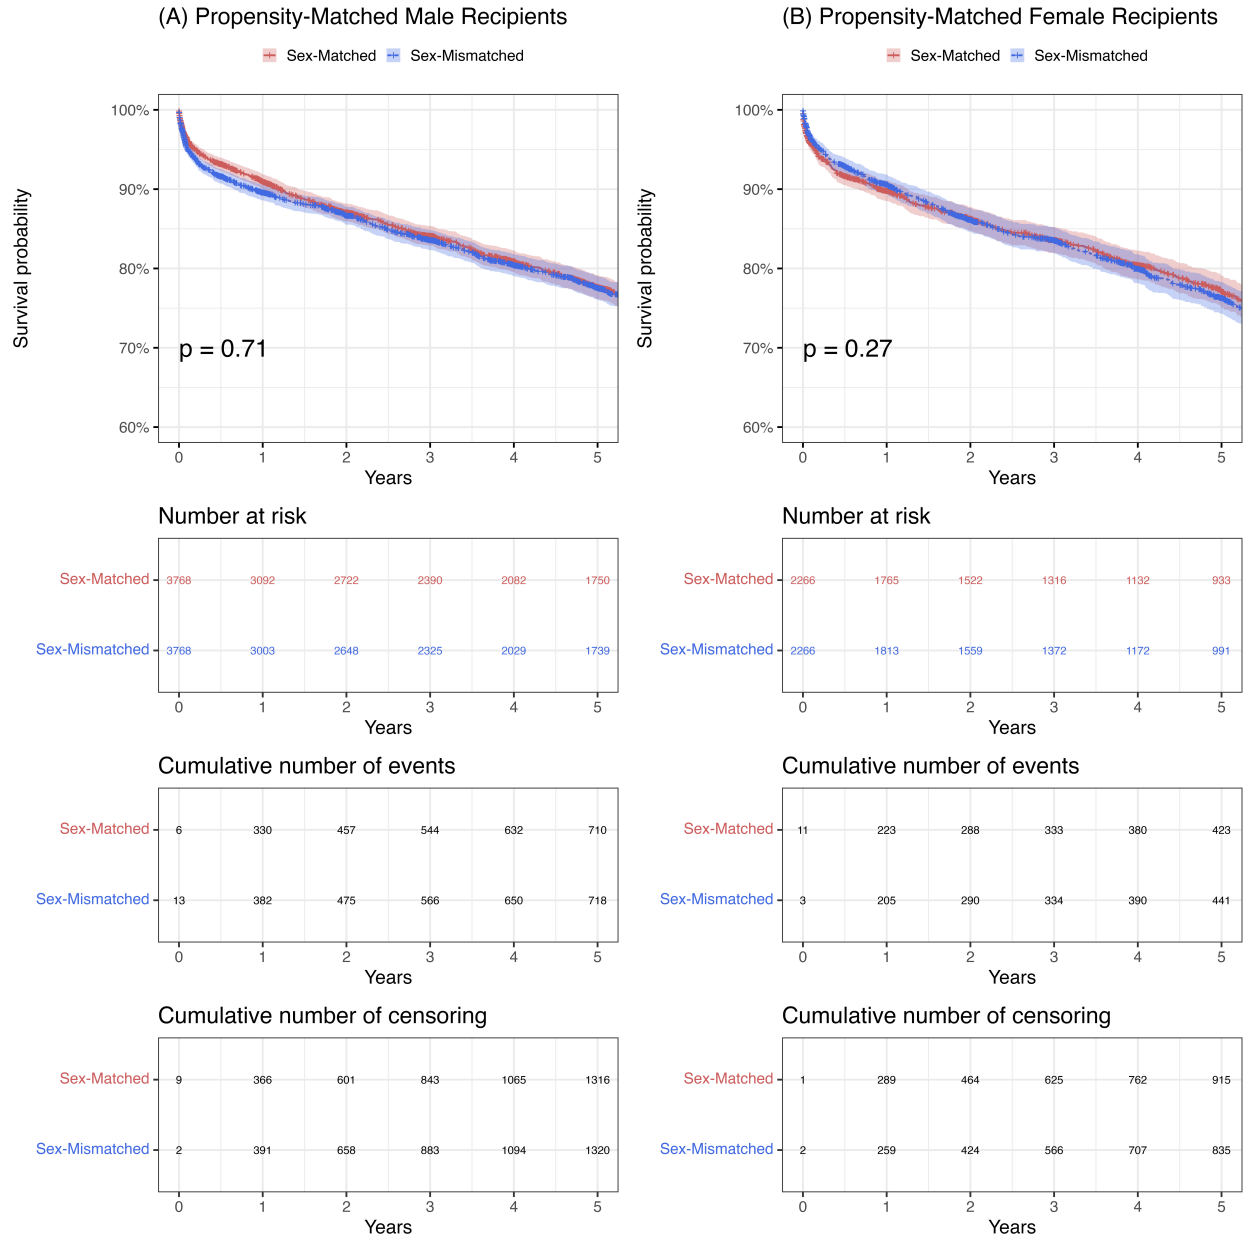 (A) Propensity-Matched Male Recipients
Sex-Matched Sex-Mismatched
Survival probability
100%
90%
80%
70%
60%
p = 0.71
0 1 2 3 4 5
Years
Number at risk
Sex-Matched 3768 3092 2722 2390 2082 1750
Sex-Mismatched 3768 3003 2648 2325 2029 1739
0 1 2 3 4 5
Years
Cumulative number of events
Sex-Matched 6 330 457 544 632 710
Sex-Mismatched 13 382 475 566 650 718
0 1 2 3 4 5
Years
Cumulative number of censoring
Sex-Matched 9 366 601 843 1065 1316
Sex-Mismatched 2 391 658 883 1094 1320
0 1 2 3 4 5
Years
(B) Propensity-Matched Female Recipients
Sex-Matched Sex-Mismatched
Survival probability
100%
90%
80%
70%
60%
p = 0.27
0 1 2 3 4 5
Years
Number at risk
Sex-Matched 2266 1765 1522 1316 1132 933
Sex-Mismatched 2266 1813 1559 1372 1172 991
0 1 2 3 4 5
Years
Cumulative number of events
Sex-Matched 11 223 288 333 380 423
Sex-Mismatched 3 205 290 334 390 441
0 1 2 3 4 5
Years
Cumulative number of censoring
Sex-Matched 1 289 464 625 762 915
Sex-Mismatched 2 259 424 566 707 835
0 1 2 3 4 5
Years